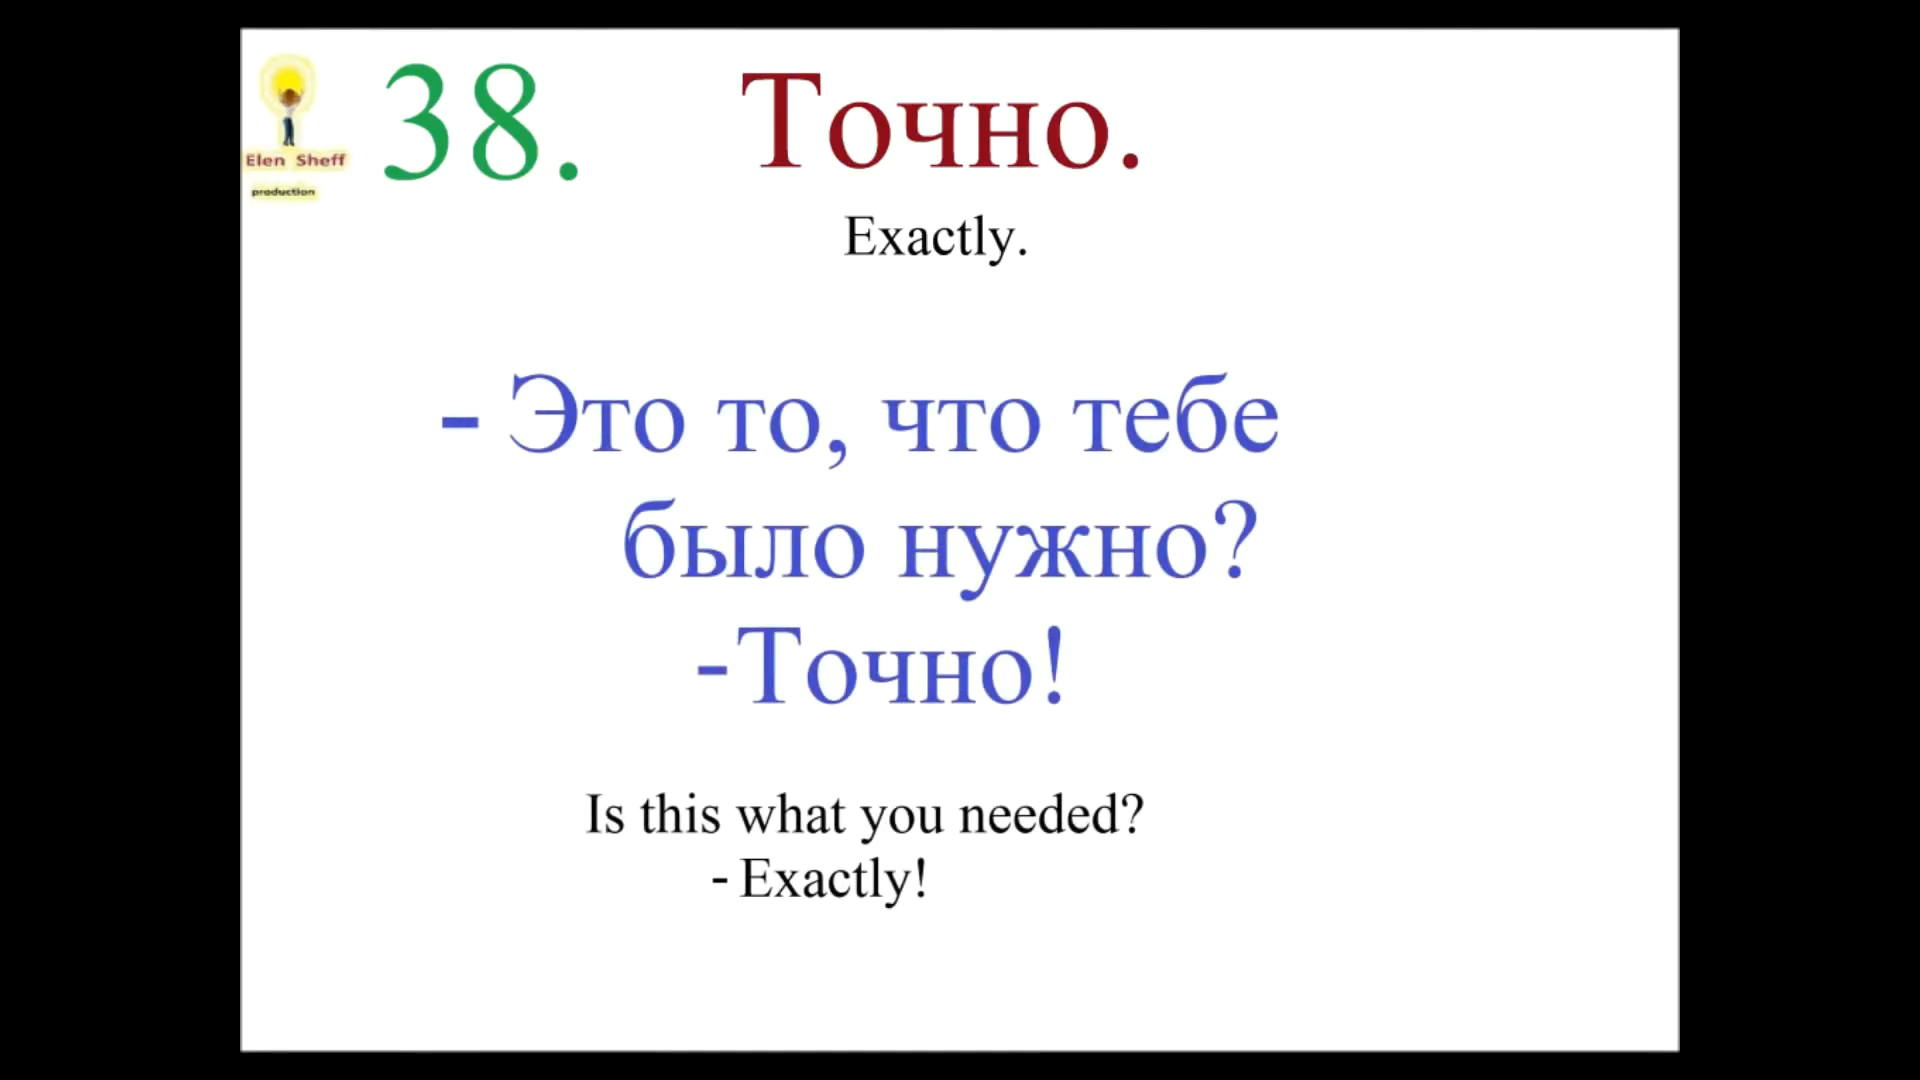 Elen Sheff
production
38. Точно.
Exactly.
- Это то, что тебе
было нужно?
-Точно!
Is this what you needed?
- Exactly!